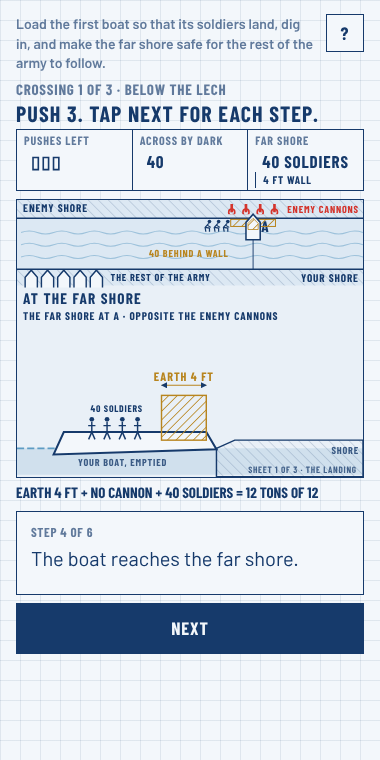 Load the first boat so that its soldiers land, dig
in, and make the far shore safe for the rest of the
army to follow.
?
CROSSING 1 OF 3 · BELOW THE LECH
PUSH 3. TAP NEXT FOR EACH STEP.
PUSHES LEFT
ACROSS BY DARK
40
FAR SHORE
40 SOLDIERS
4 FT WALL
ENEMY SHORE
ENEMY CANNONS
A
40 BEHIND A WALL
THE REST OF THE ARMY
YOUR SHORE
AT THE FAR SHORE
THE FAR SHORE AT A · OPPOSITE THE ENEMY CANNONS
EARTH 4 FT
40 SOLDIERS
SHORE
YOUR BOAT, EMPTIED
SHEET 1 OF 3 · THE LANDING
EARTH 4 FT + NO CANNON + 40 SOLDIERS = 12 TONS OF 12
STEP 4 OF 6
The boat reaches the far shore.
NEXT